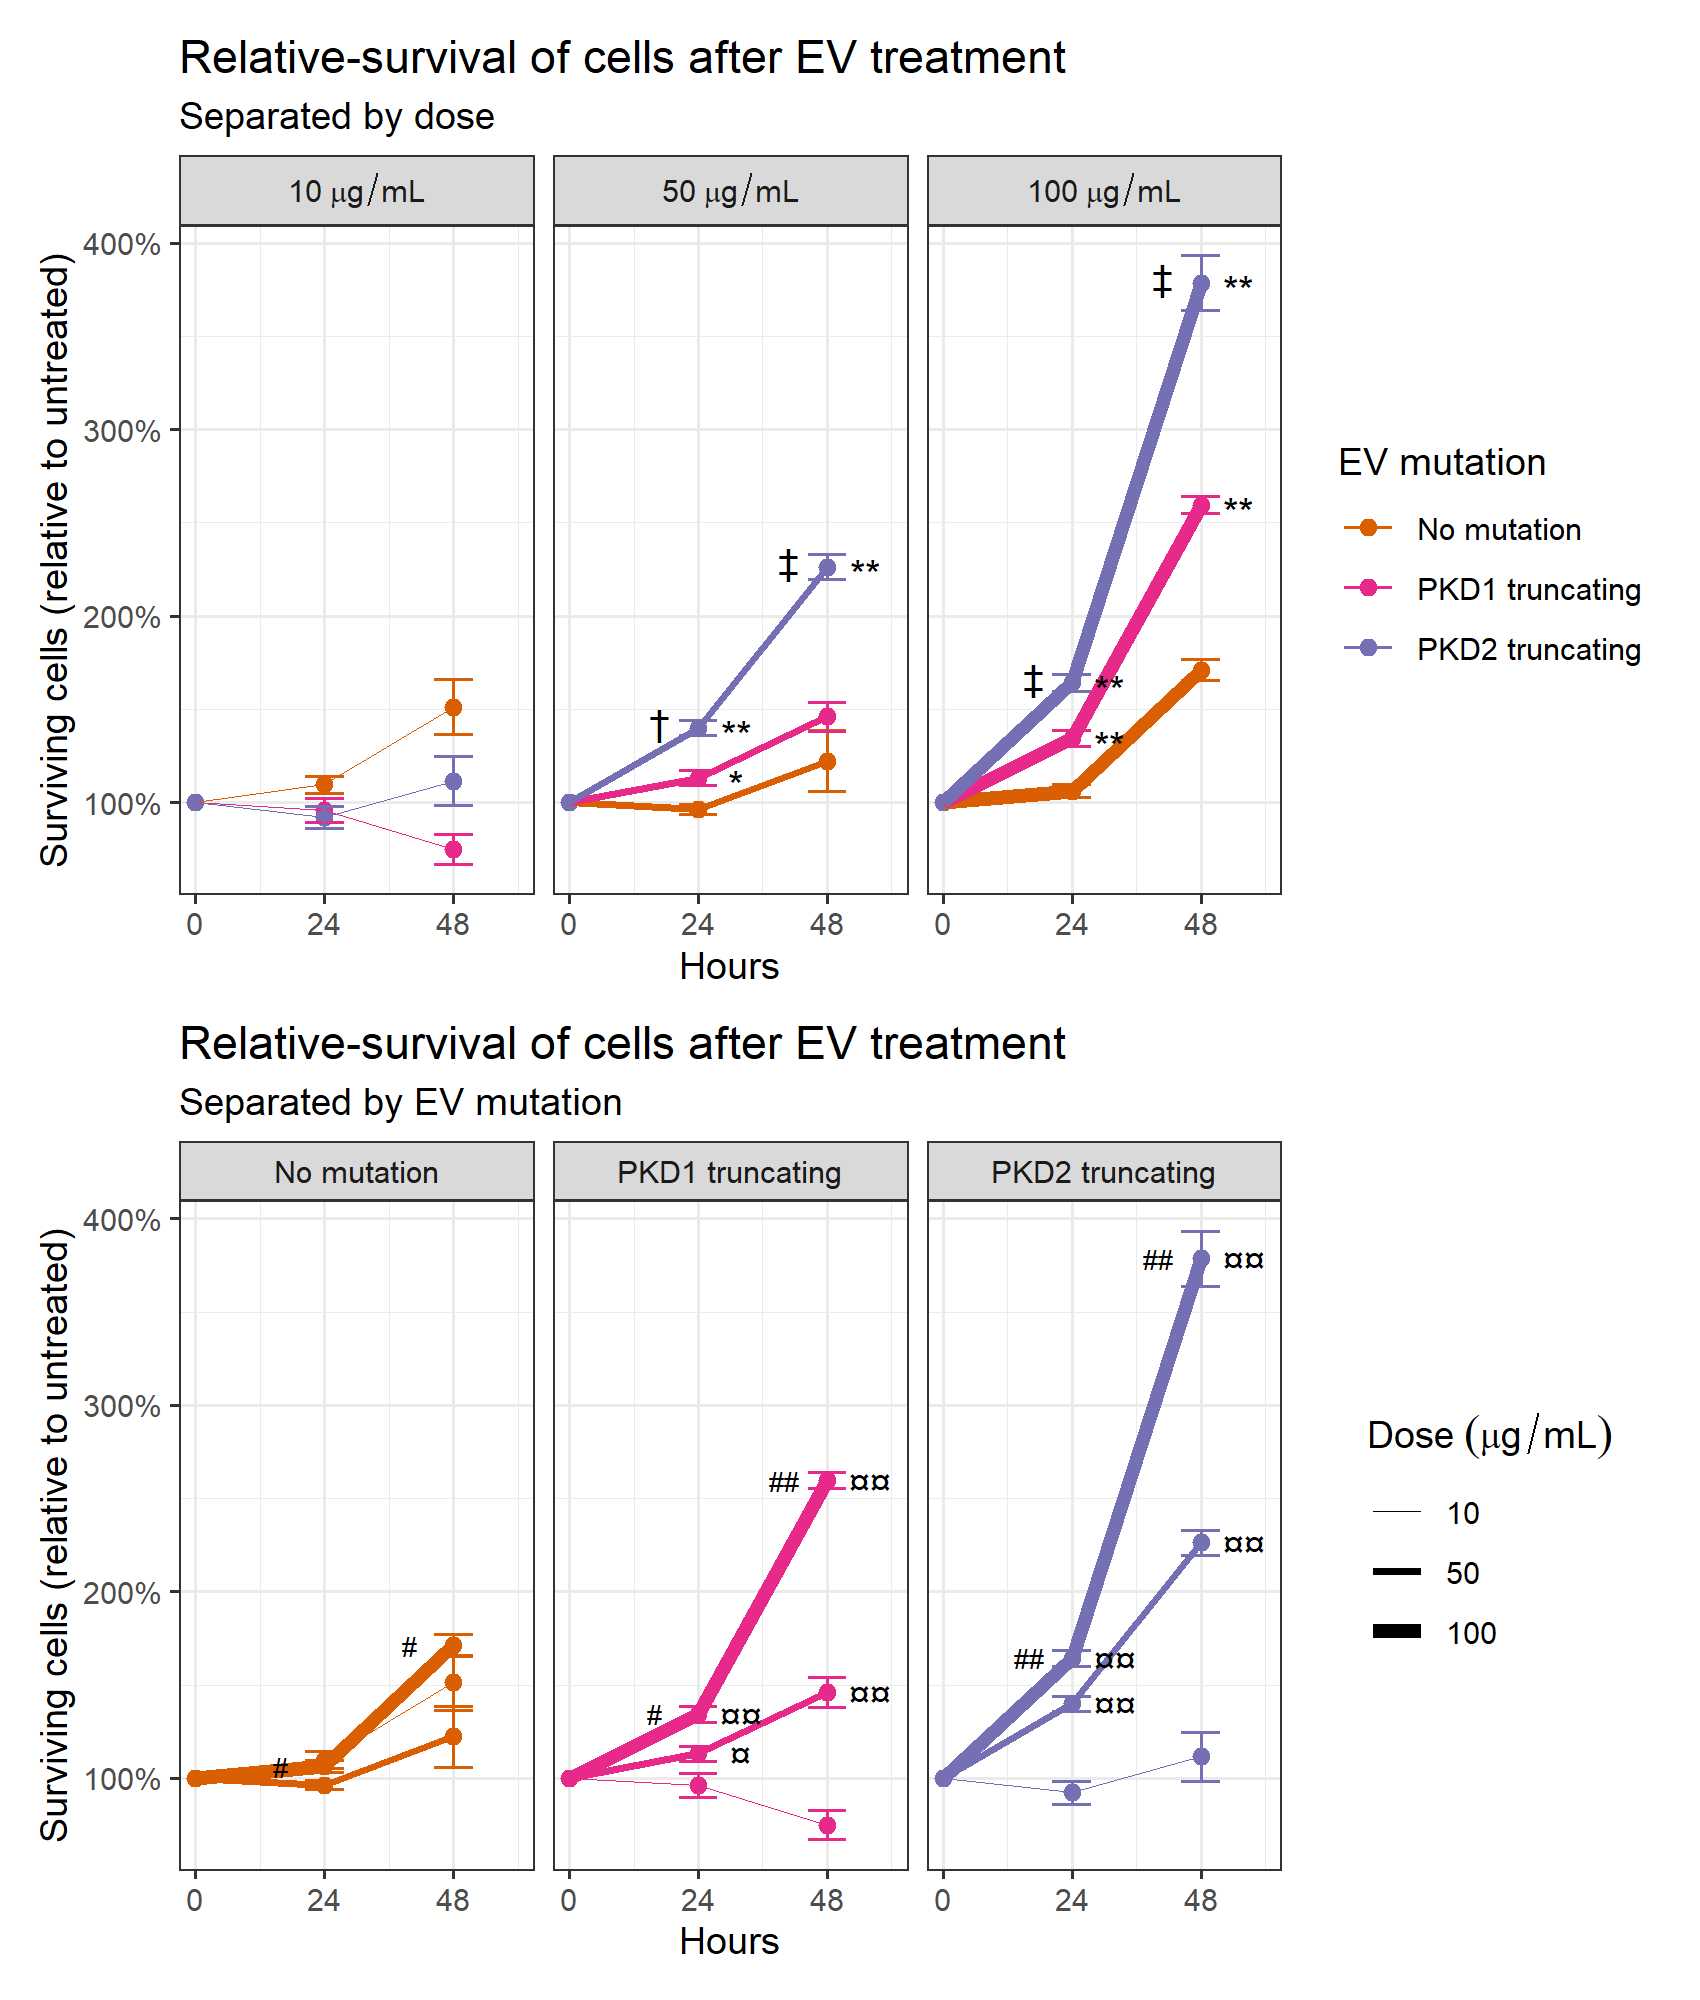 Relative-survival of cells after EV treatment
Separated by dose
10 μg/mL 50 μg/mL 100 μg/mL
Surviving cells (relative to untreated)
400%
300%
200%
100%
‡ **
**
‡ **
‡ **
**
† **
*
0 24 48 0 24 48 0 24 48
Hours
EV mutation
No mutation
PKD1 truncating
PKD2 truncating
Relative-survival of cells after EV treatment
Separated by EV mutation
No mutation PKD1 truncating PKD2 truncating
Surviving cells (relative to untreated)
400%
300%
200%
100%
## ¤¤
## ¤¤
¤¤
#
## ¤¤
¤¤
# ¤¤
¤¤
¤
#
0 24 48 0 24 48 0 24 48
Hours
Dose (μg/mL)
10
50
100